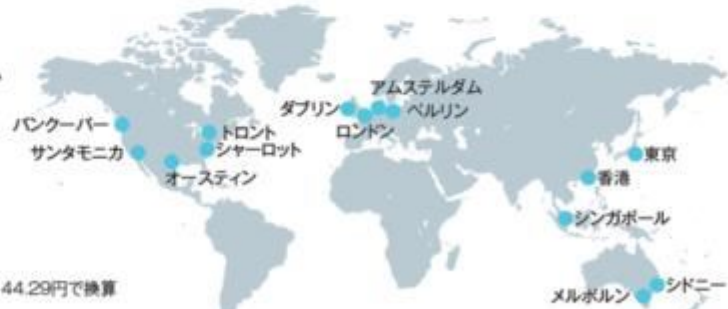 アムステルダム
ダブリン
ベルリン
ロンドン
バンクーバー
トロント
サンタモニカ
シャーロット
オースティン
東京
香港
シンガポール
シドニー
メルボルン
44.29円で換算